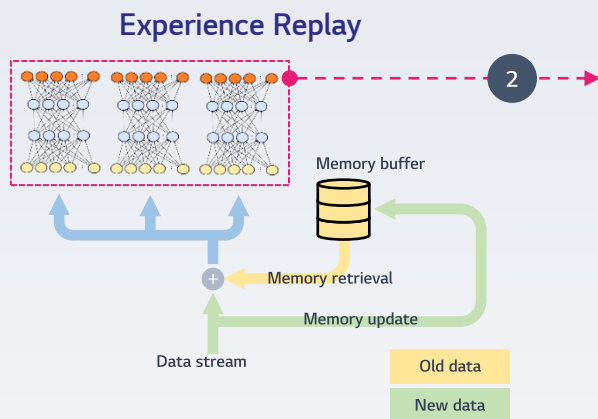 Experience Replay
2
Memory buffer
+
Memory retrieval
Memory update
Data stream
Old data
New data